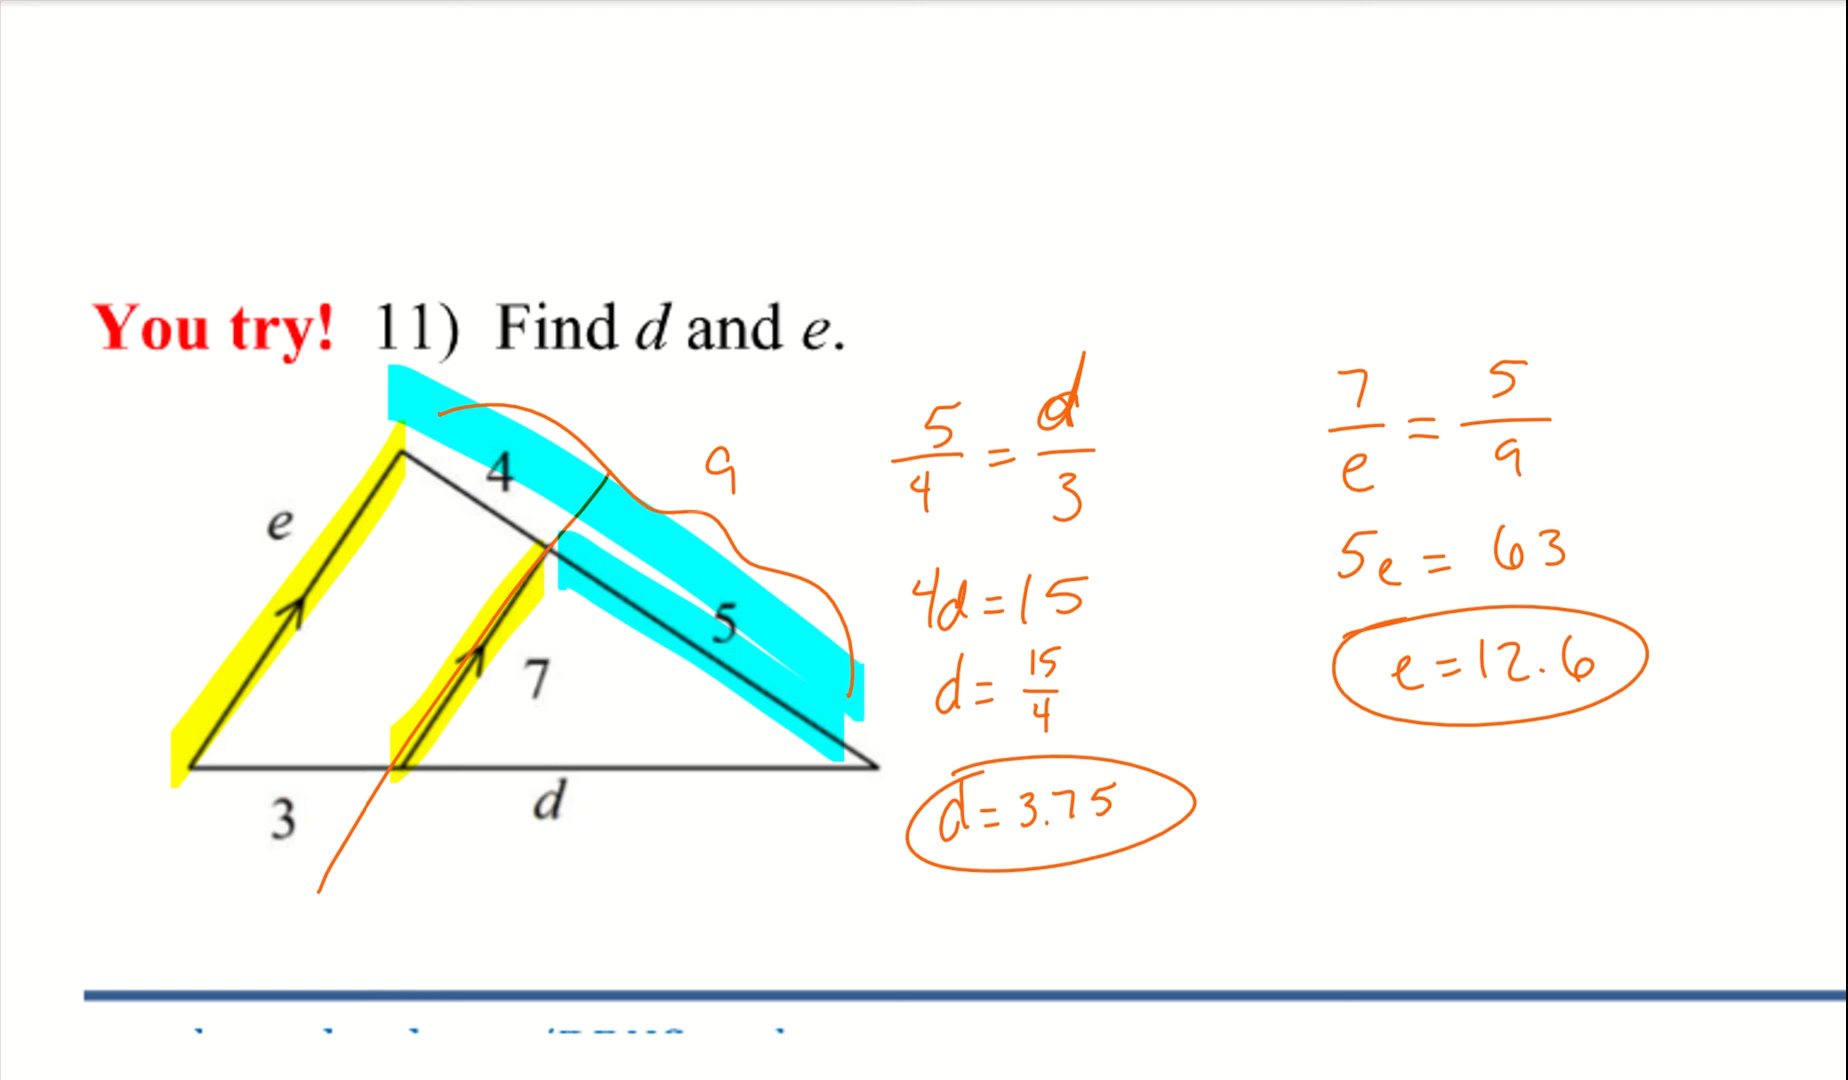 You try! 11) Find d and e.
4
9
e
5
7
3
d
5/4 = d/3
4d = 15
d = 15/4
d = 3.75
7/e = 5/9
5e = 63
e = 12.6